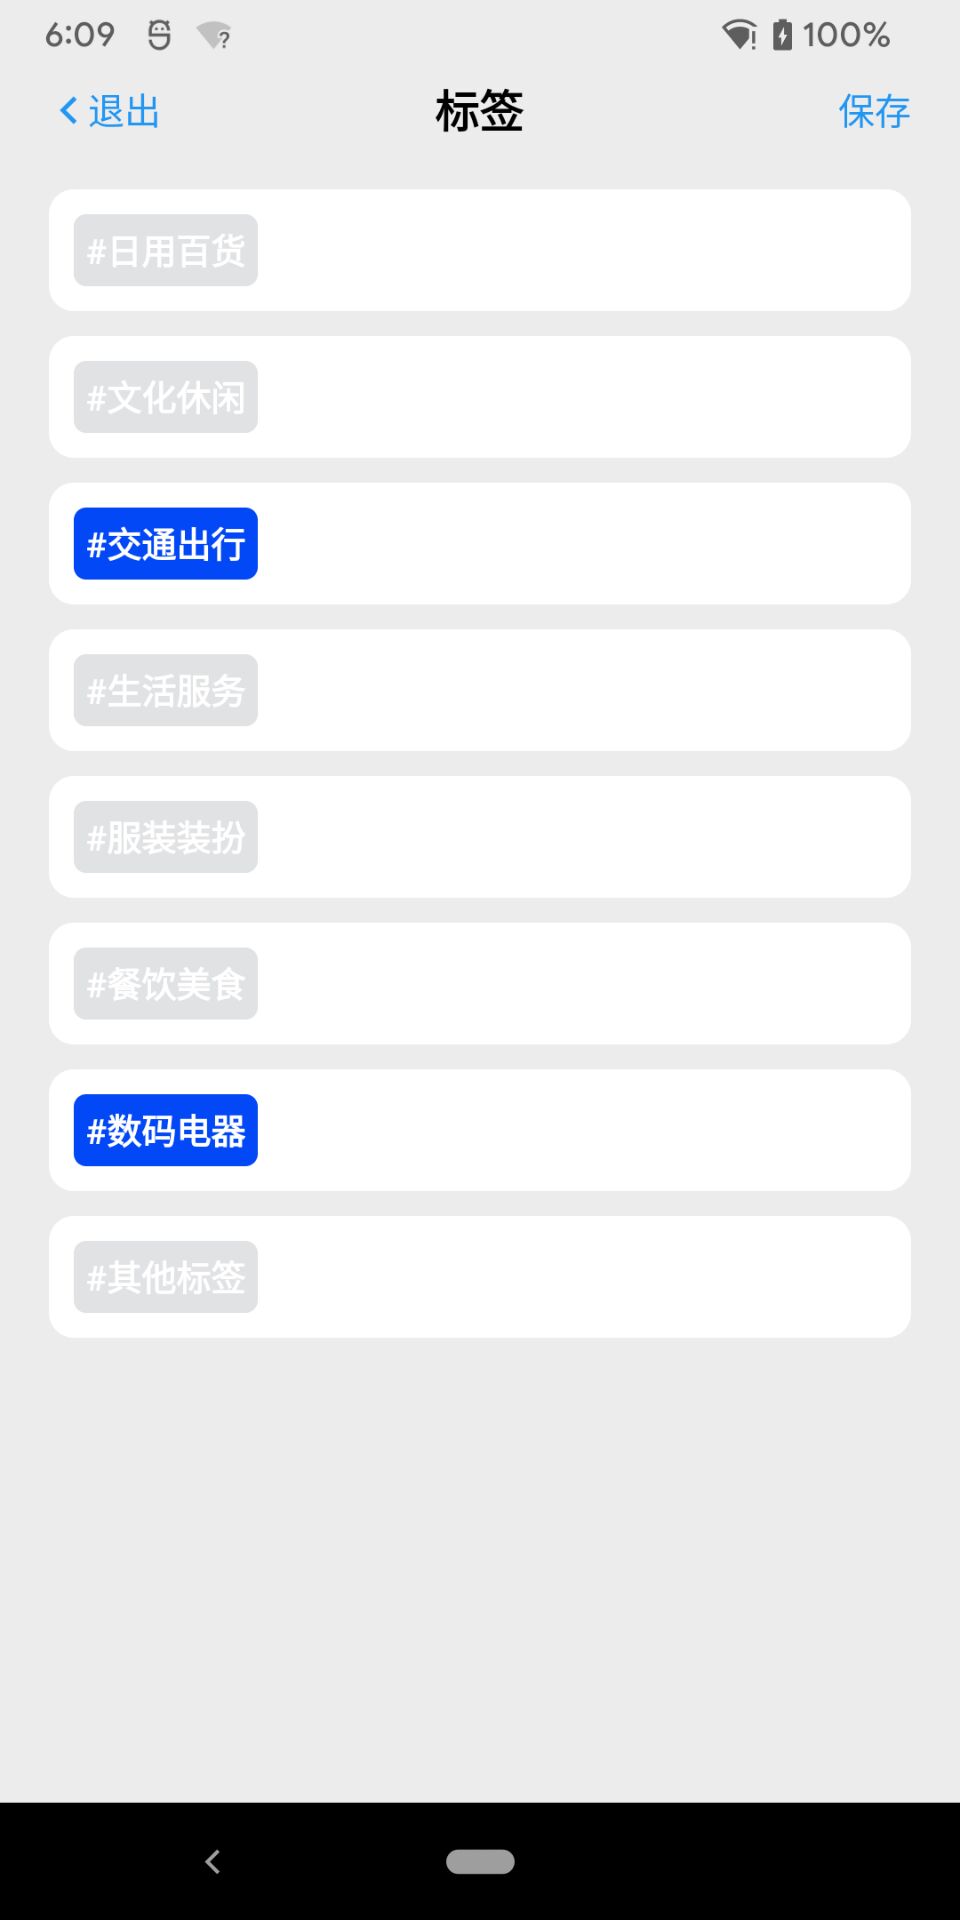 6:09
100%
退出
标签
保存
#日用百货
#文化休闲
#交通出行
#生活服务
#服装装扮
#餐饮美食
#数码电器
#其他标签